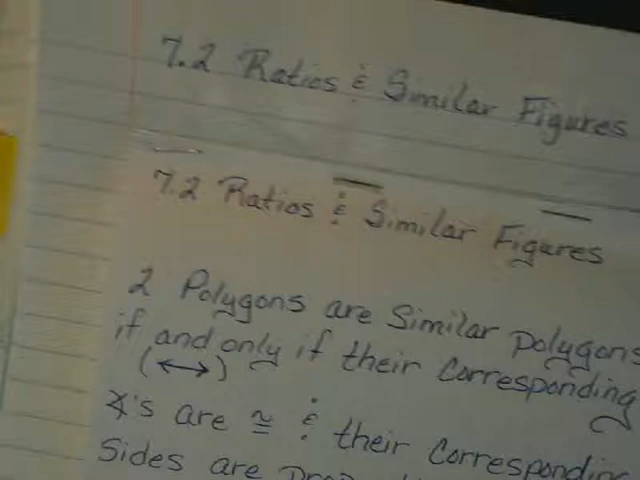 7.2 Ratios & Similar Figures
7.2 Ratios & Similar Figures
2 Polygons are Similar polygons
if and only if their Corresponding
(↔)
∡'s are ≅ & their Corresponding
Sides are